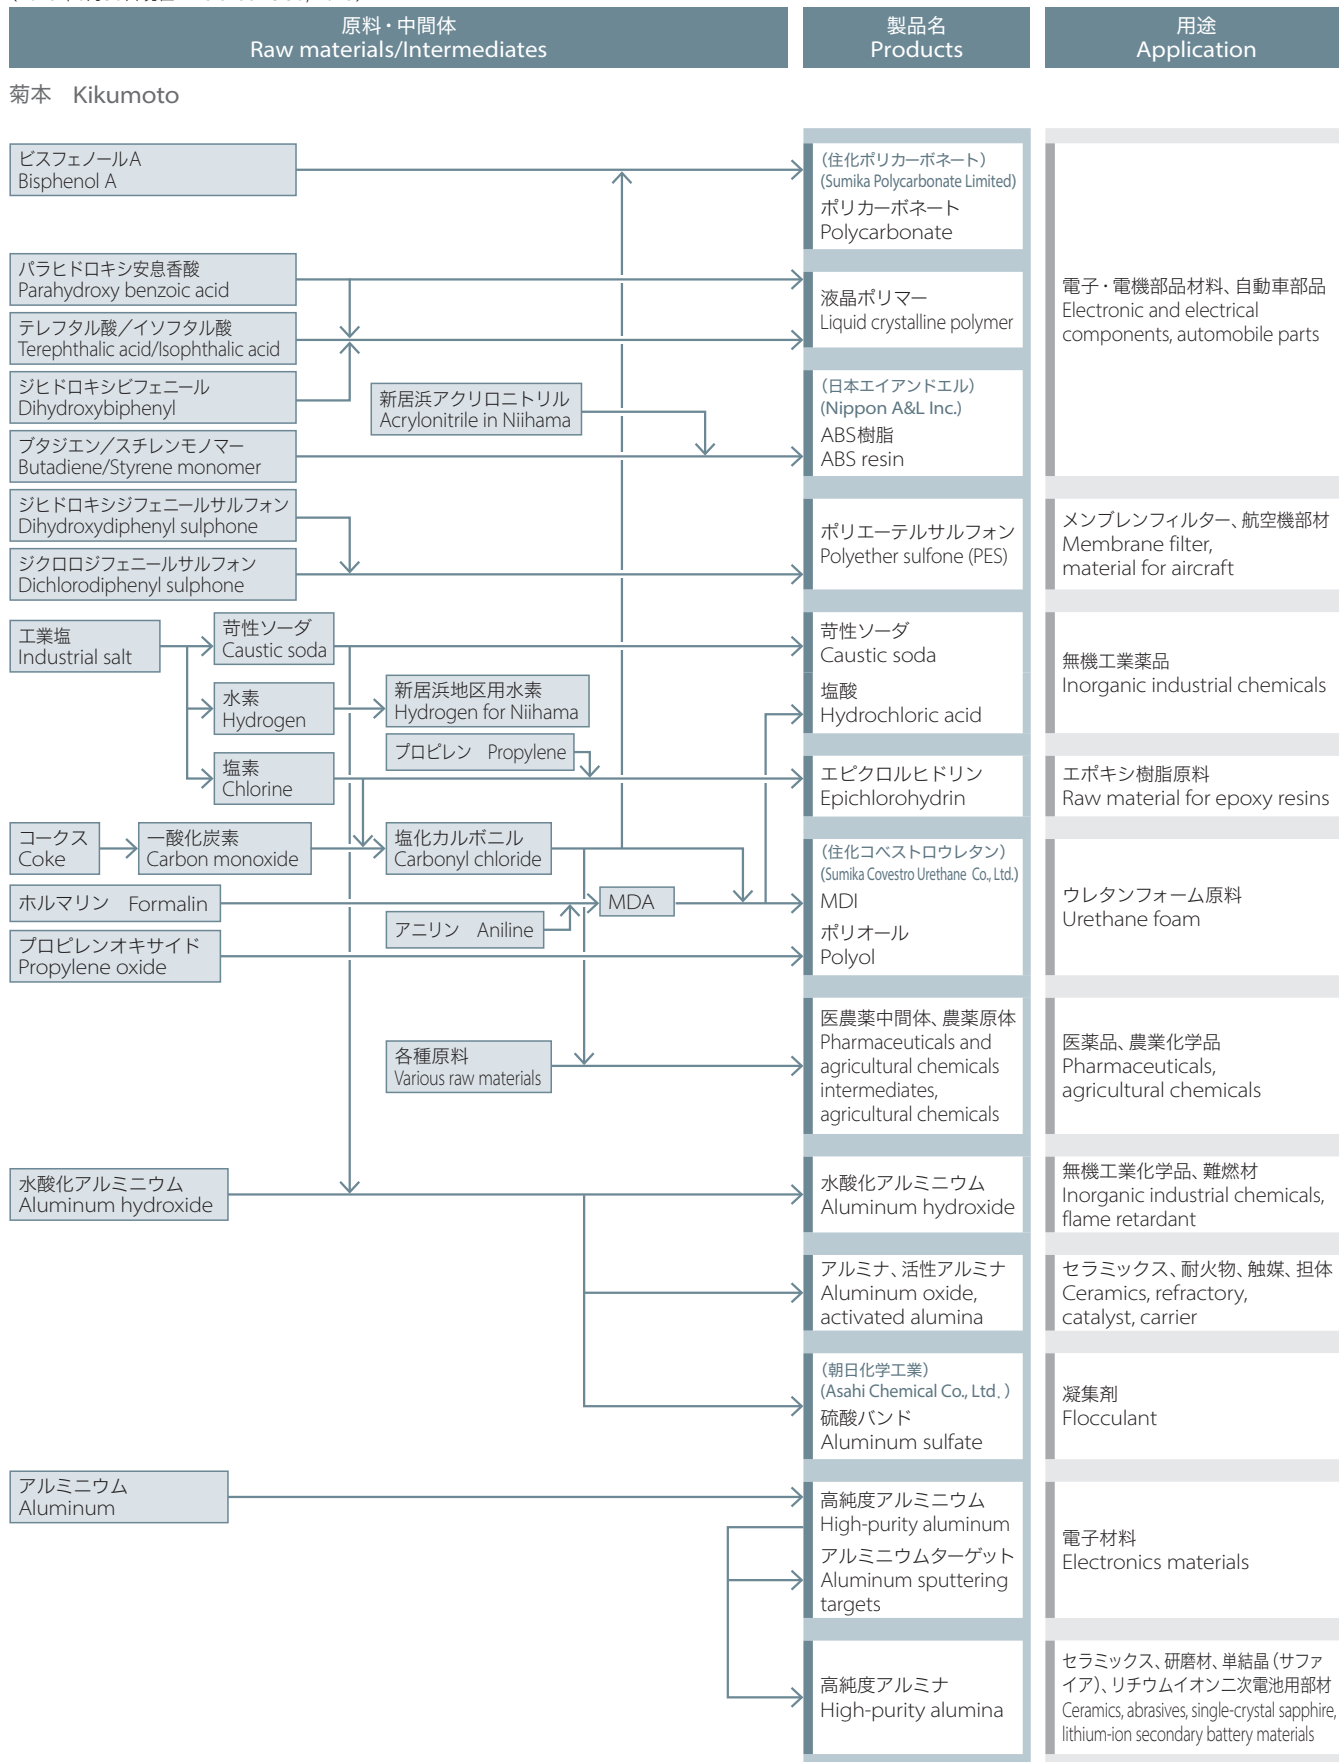 原料・中間体
Raw materials/Intermediates
製品名
Products
用途
Application
菊本 Kikumoto
ビスフェノールA
Bisphenol A
パラヒドロキシ安息香酸
Parahydroxy benzoic acid
テレフタル酸／イソフタル酸
Terephthalic acid/Isophthalic acid
ジヒドロキシビフェニール
Dihydroxybiphenyl
新居浜アクリロニトリル
Acrylonitrile in Niihama
ブタジエン／スチレンモノマー
Butadiene/Styrene monomer
ジヒドロキシジフェニールサルフォン
Dihydroxydiphenyl sulphone
ジクロロジフェニールサルフォン
Dichlorodiphenyl sulphone
工業塩
Industrial salt
苛性ソーダ
Caustic soda
水素
Hydrogen
新居浜地区用水素
Hydrogen for Niihama
プロピレン Propylene
塩素
Chlorine
コークス
Coke
一酸化炭素
Carbon monoxide
塩化カルボニル
Carbonyl chloride
ホルマリン Formalin
MDA
アニリン Aniline
プロピレンオキサイド
Propylene oxide
各種原料
Various raw materials
水酸化アルミニウム
Aluminum hydroxide
アルミニウム
Aluminum
（住化ポリカーボネート）
(Sumika Polycarbonate Limited)
ポリカーボネート
Polycarbonate
液晶ポリマー
Liquid crystalline polymer
（日本エイアンドエル）
(Nippon A&L Inc.)
ABS樹脂
ABS resin
ポリエーテルサルフォン
Polyether sulfone (PES)
苛性ソーダ
Caustic soda
塩酸
Hydrochloric acid
エピクロルヒドリン
Epichlorohydrin
（住化コベストロウレタン）
(Sumika Covestro Urethane Co., Ltd.)
MDI
ポリオール
Polyol
医農薬中間体、農薬原体
Pharmaceuticals and
agricultural chemicals
intermediates,
agricultural chemicals
水酸化アルミニウム
Aluminum hydroxide
アルミナ、活性アルミナ
Aluminum oxide,
activated alumina
（朝日化学工業）
(Asahi Chemical Co., Ltd.)
硫酸バンド
Aluminum sulfate
高純度アルミニウム
High-purity aluminum
アルミニウムターゲット
Aluminum sputtering
targets
高純度アルミナ
High-purity alumina
電子・電機部品材料、自動車部品
Electronic and electrical
components, automobile parts
メンブレンフィルター、航空機部材
Membrane filter,
material for aircraft
無機工業薬品
Inorganic industrial chemicals
エポキシ樹脂原料
Raw material for epoxy resins
ウレタンフォーム原料
Urethane foam
医薬品、農業化学品
Pharmaceuticals,
agricultural chemicals
無機工業化学品、難燃材
Inorganic industrial chemicals,
flame retardant
セラミックス、耐火物、触媒、担体
Ceramics, refractory,
catalyst, carrier
凝集剤
Flocculant
電子材料
Electronics materials
セラミックス、研磨材、単結晶（サファ
イア）、リチウムイオン二次電池用部材
Ceramics, abrasives, single-crystal sapphire,
lithium-ion secondary battery materials